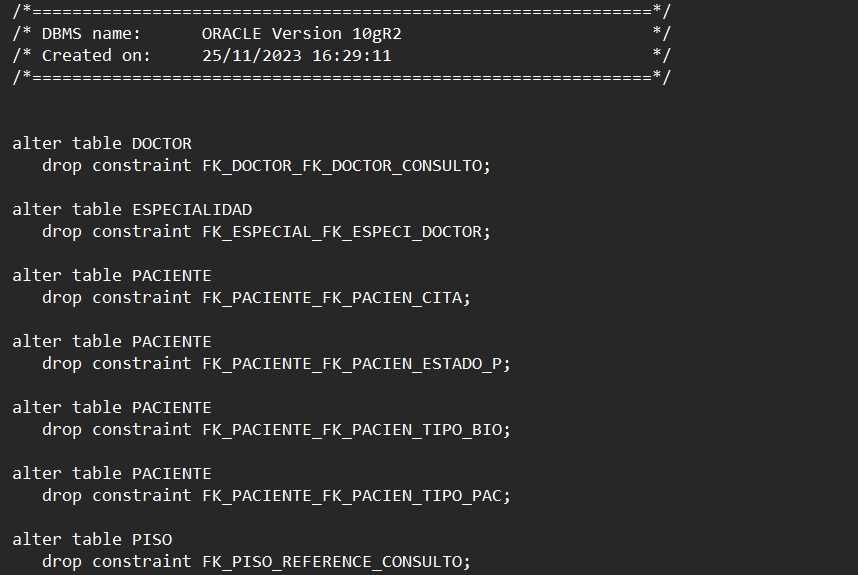 /*==============================================================*/
/* DBMS name:      ORACLE Version 10gR2                         */
/* Created on:     25/11/2023 16:29:11                          */
/*==============================================================*/
alter table DOCTOR
   drop constraint FK_DOCTOR_FK_DOCTOR_CONSULTO;
alter table ESPECIALIDAD
   drop constraint FK_ESPECIAL_FK_ESPECI_DOCTOR;
alter table PACIENTE
   drop constraint FK_PACIENTE_FK_PACIEN_CITA;
alter table PACIENTE
   drop constraint FK_PACIENTE_FK_PACIEN_ESTADO_P;
alter table PACIENTE
   drop constraint FK_PACIENTE_FK_PACIEN_TIPO_BIO;
alter table PACIENTE
   drop constraint FK_PACIENTE_FK_PACIEN_TIPO_PAC;
alter table PISO
   drop constraint FK_PISO_REFERENCE_CONSULTO;